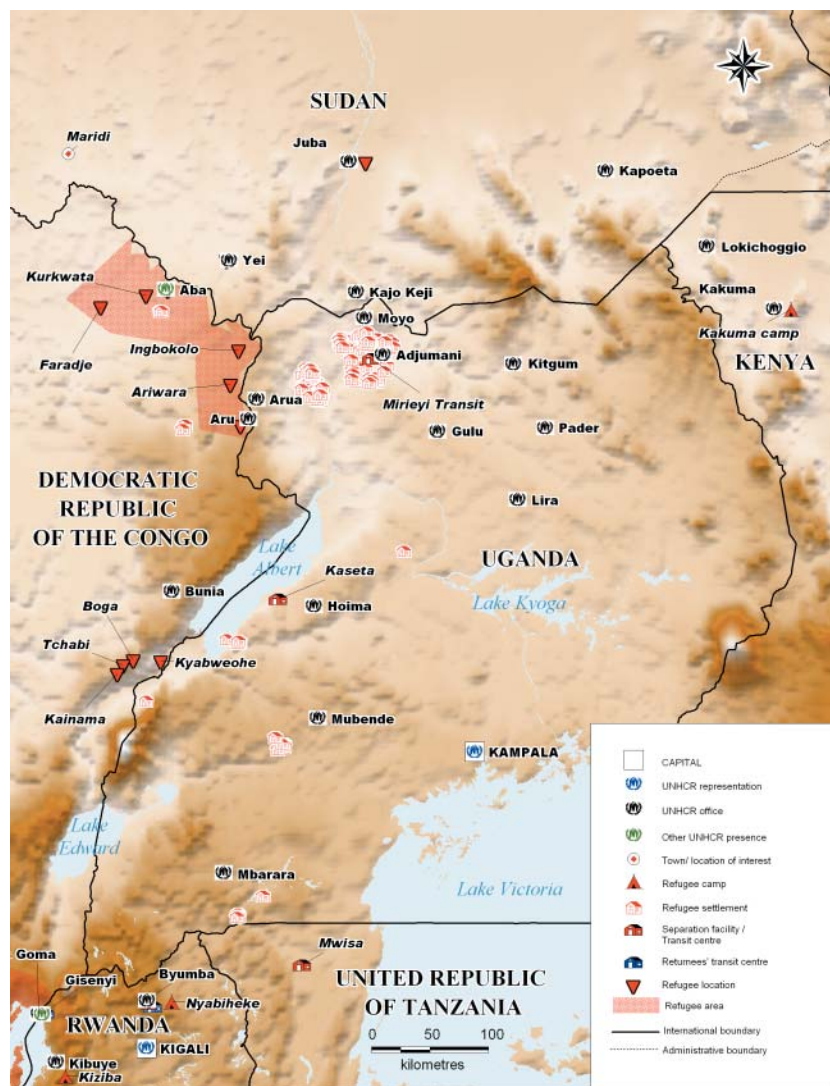 SUDAN
Maridi
Juba
Kapoeta
Yei
Lokichoggio
Kurkwata
Aba
Kajo Keji
Kakuma
Moyo
Kakuma camp
Faradje
Ingbokolo
Adjumani
KENYA
Kitgum
Ariwara
Arua
Mirieyi Transit
Aru
Gulu
Pader
DEMOCRATIC
REPUBLIC
OF THE CONGO
Lira
Lake
Albert
UGANDA
Kaseta
Bunia
Hoima
Lake Kyoga
Boga
Tchabi
Kyabweohe
Kainama
Mubende
KAMPALA
Lake
Edward
Mbarara
Lake Victoria
Goma
Mwisa
Gisenyi
Byumba
Nyabiheke
UNITED REPUBLIC
OF TANZANIA
RWANDA
KIGALI
Kibuye
Kiziba
0 50 100
kilometres
CAPITAL
UNHCR representation
UNHCR office
Other UNHCR presence
Town/ location of interest
Refugee camp
Refugee settlement
Separation facility /
Transit centre
Returnees' transit centre
Refugee location
Refugee area
International boundary
Administrative boundary